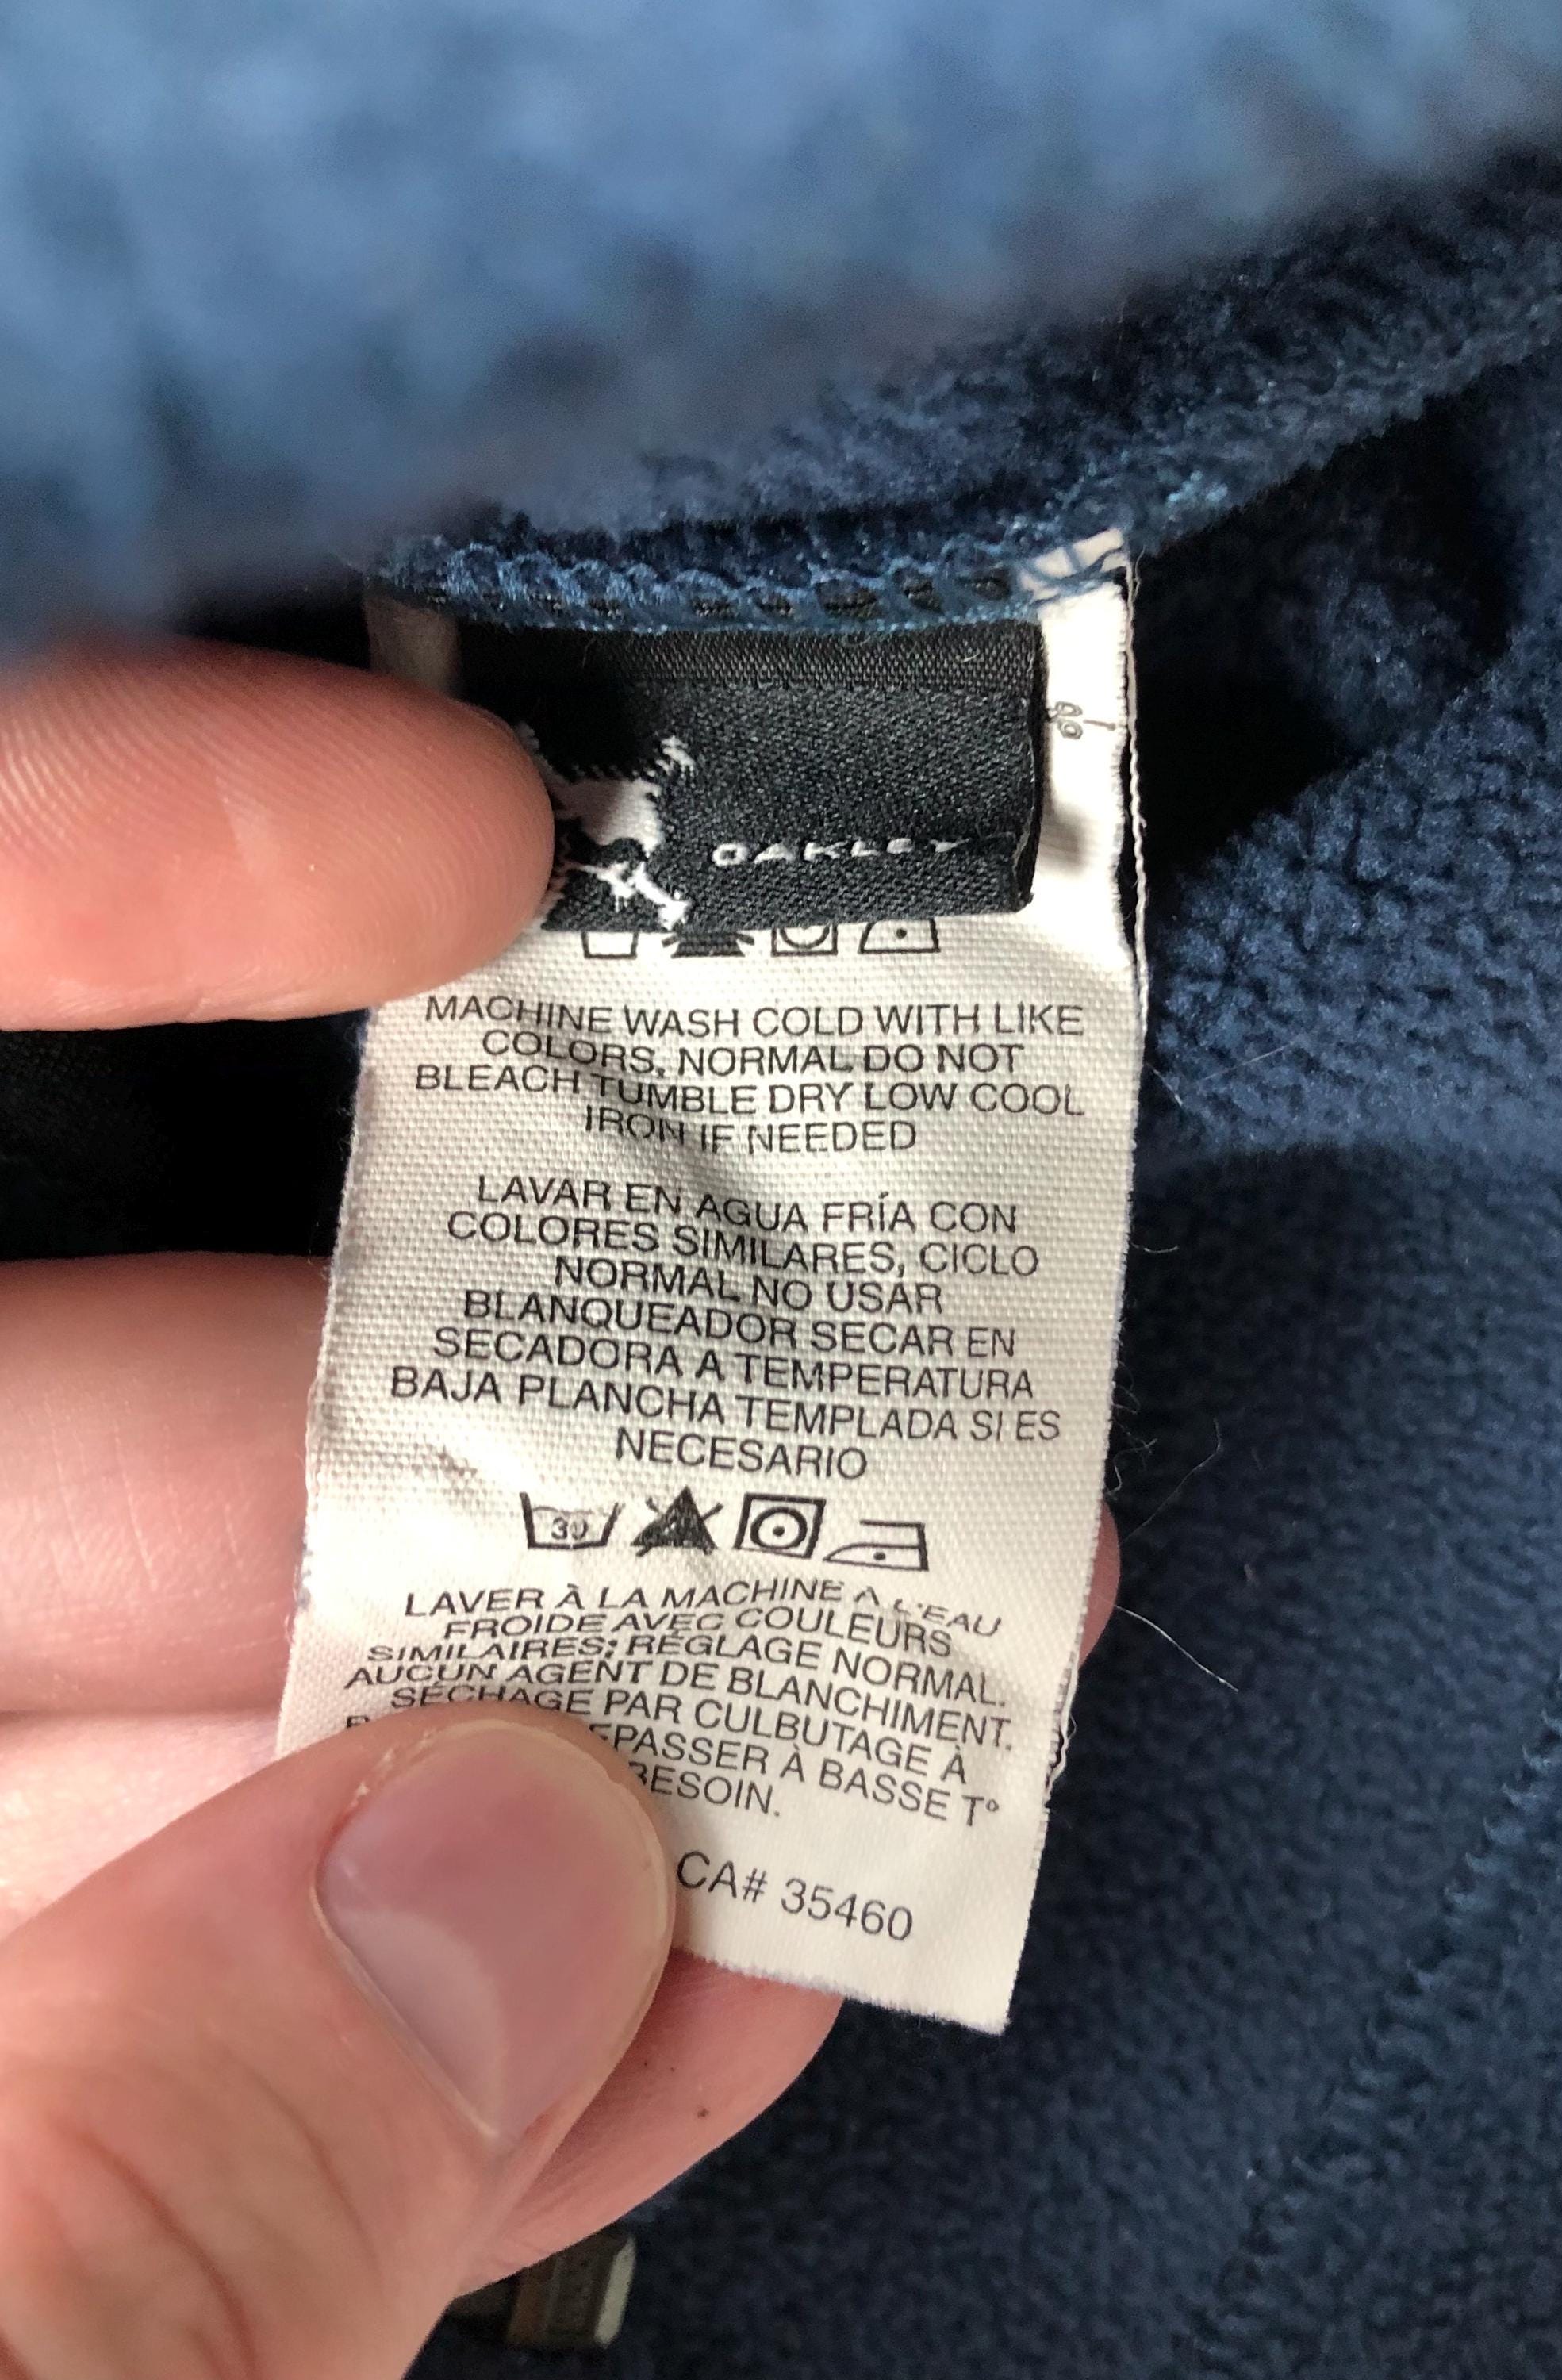 OAKLEY
MACHINE WASH COLD WITH LIKE
COLORS, NORMAL DO NOT
BLEACH TUMBLE DRY LOW COOL
IRON IF NEEDED
LAVAR EN AGUA FRÍA CON
COLORES SIMILARES, CICLO
NORMAL NO USAR
BLANQUEADOR SECAR EN
SECADORA A TEMPERATURA
BAJA PLANCHA TEMPLADA SI ES
NECESARIO
30
LAVER À LA MACHINE À L'EAU
FROIDE AVEC COULEURS
SIMILAIRES; RÉGLAGE NORMAL.
AUCUN AGENT DE BLANCHIMENT.
SÉCHAGE PAR CULBUTAGE À
À BASSE T°
BESOIN.
CA# 35460